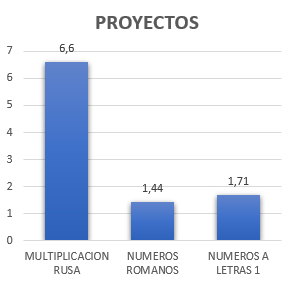 PROYECTOS
7
6
5
4
3
2
1
0
6,6
1,44
1,71
MULTIPLICACION
RUSA
NUMEROS
ROMANOS
NUMEROS A
LETRAS 1